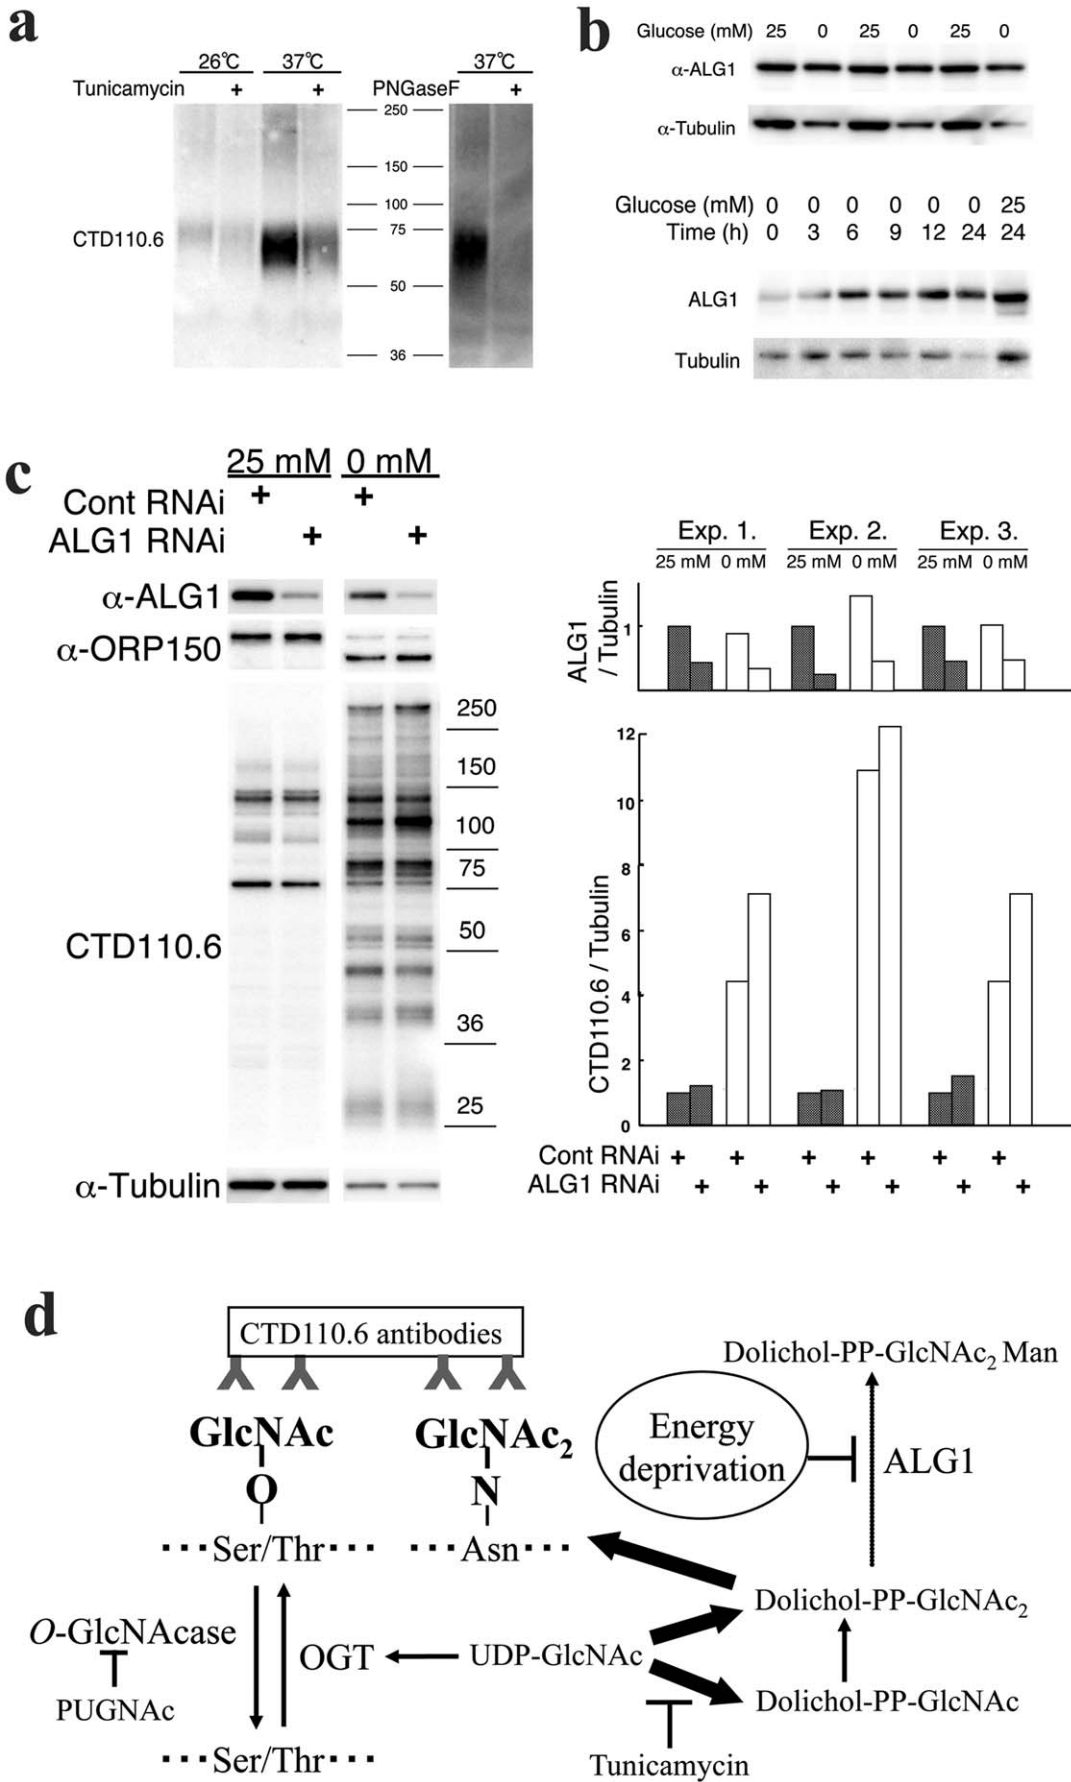 a
26℃ 37℃ 37℃
Tunicamycin + + PNGaseF +
250
150
100
75
CTD110.6
50
36
b
Glucose (mM) 25 0 25 0 25 0
α-ALG1
α-Tubulin
Glucose (mM) 0 0 0 0 0 0 25
Time (h) 0 3 6 9 12 24 24
ALG1
Tubulin
c
25 mM 0 mM
Cont RNAi + +
ALG1 RNAi + +
α-ALG1
α-ORP150
250
150
100
75
50
CTD110.6
36
25
α-Tubulin
Exp. 1. Exp. 2. Exp. 3.
25 mM 0 mM 25 mM 0 mM 25 mM 0 mM
ALG1
/ Tubulin
1
CTD110.6 / Tubulin
12
10
8
6
4
2
0
Cont RNAi + + + + + +
ALG1 RNAi + + + + + +
d
CTD110.6 antibodies
GlcNAc GlcNAc₂
O N
···Ser/Thr··· ···Asn···
O-GlcNAcase
PUGNAc
OGT
UDP-GlcNAc
···Ser/Thr···
Dolichol-PP-GlcNAc₂ Man
Energy
deprivation
ALG1
Dolichol-PP-GlcNAc₂
Dolichol-PP-GlcNAc
Tunicamycin